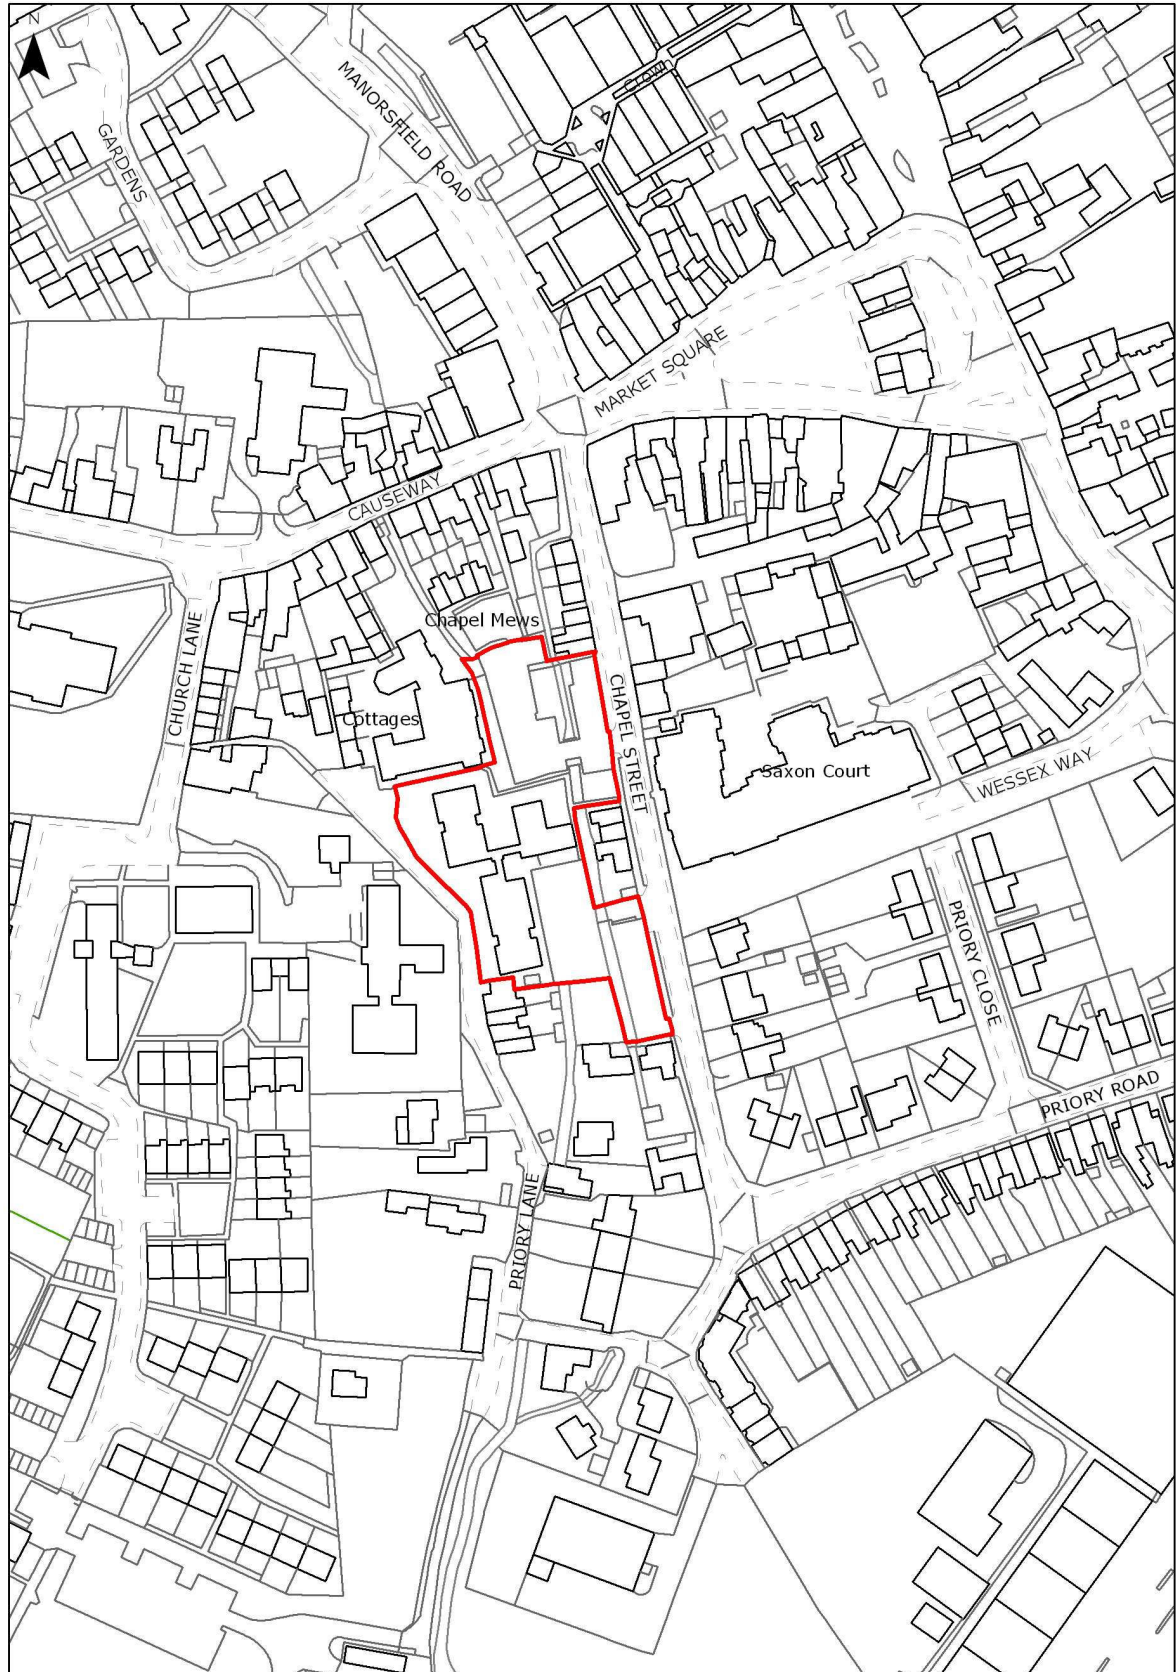 N
Crown
MANORSFIELD ROAD
GARDENS
MARKET SQUARE
CAUSEWAY
Chapel Mews
CHURCH LANE
CHAPEL STREET
Cottages
Saxon Court
WESSEX WAY
PRIORY CLOSE
PRIORY ROAD
PRIORY LANE